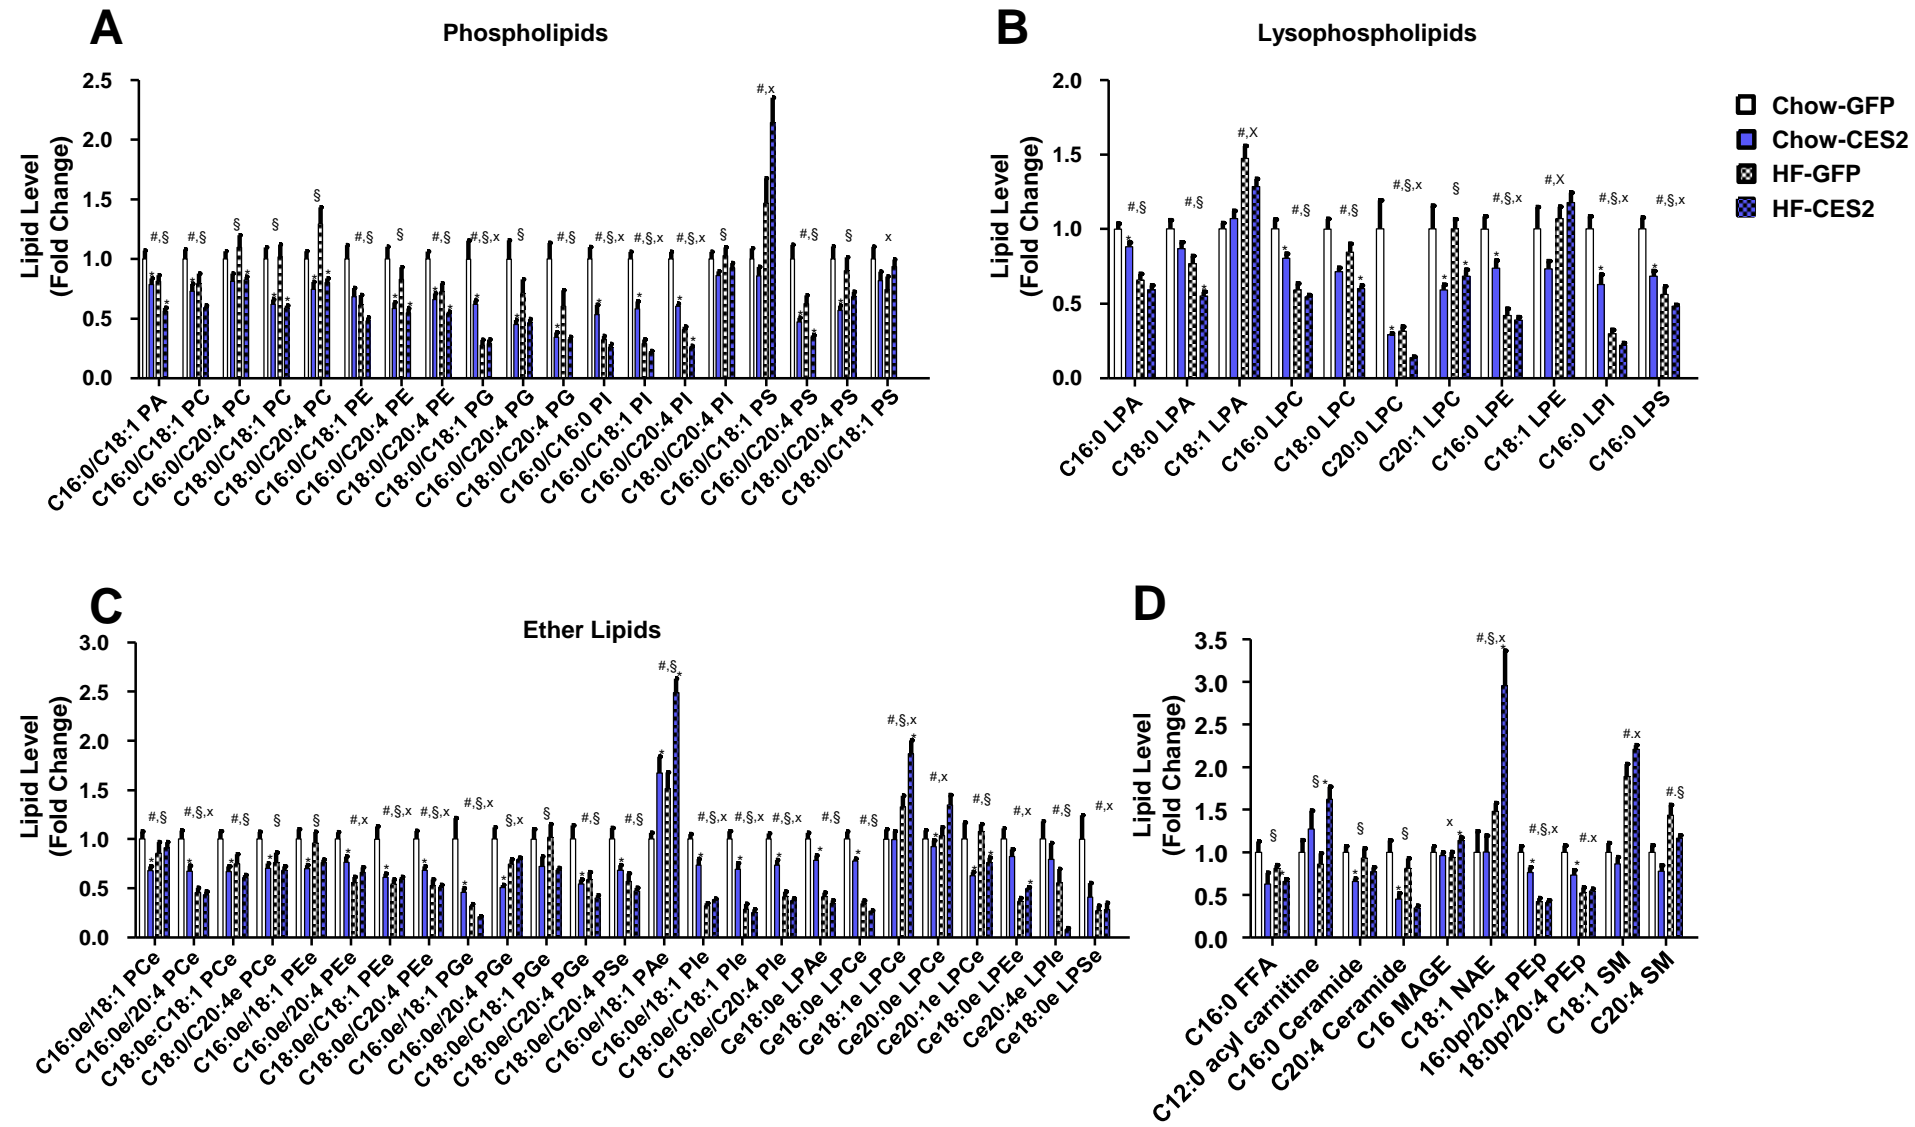 A
Phospholipids
Lipid Level
(Fold Change)
2.5
2.0
1.5
1.0
0.5
0.0
#,§
#,§
§
§
§
#,§
§
#,§
#,§,x
§
#,§
#,§,x
#,§,x
#,§,x
§
#,x
#,§
§
x
C16:0/C18:1 PA
C16:0/C18:1 PC
C16:0/C20:4 PC
C18:0/C18:1 PC
C18:0/C20:4 PC
C16:0/C18:1 PE
C16:0/C20:4 PE
C18:0/C20:4 PE
C18:0/C18:1 PG
C16:0/C20:4 PG
C18:0/C20:4 PG
C16:0/C16:0 PI
C16:0/C18:1 PI
C16:0/C20:4 PI
C18:0/C20:4 PI
C16:0/C18:1 PS
C16:0/C20:4 PS
C18:0/C20:4 PS
C18:0/C18:1 PS
B
Lysophospholipids
Lipid Level
(Fold Change)
2.0
1.5
1.0
0.5
0.0
#,§
#,§
#,X
#,§
#,§
#,§,x
§
#,§,x
#,X
#,§,x
#,§,x
C16:0 LPA
C18:0 LPA
C18:1 LPA
C16:0 LPC
C18:0 LPC
C20:0 LPC
C20:1 LPC
C16:0 LPE
C18:1 LPE
C16:0 LPI
C16:0 LPS
Chow-GFP
Chow-CES2
HF-GFP
HF-CES2
C
Ether Lipids
Lipid Level
(Fold Change)
3.0
2.5
2.0
1.5
1.0
0.5
0.0
#,§
#,§,x
#,§
§
§
#,x
#,§,x
#,§,x
#,§,x
§,x
§
#,§
#,§
#,§
#,§,x
#,§,x
#,§,x
#,§
#,§
#,§,x
#,x
#,§
#,x
#,§
#,x
C16:0e/18:1 PCe
C16:0e/20:4 PCe
C18:0e:C18:1 PCe
C18:0/C20:4e PCe
C16:0e/18:1 PEe
C16:0e/20:4 PEe
C18:0e/C18:1 PEe
C18:0e/C20:4 PEe
C16:0e/18:1 PGe
C16:0e/20:4 PGe
C18:0e/C18:1 PGe
C18:0e/C20:4 PGe
C18:0e/C20:4 PSe
C16:0e/18:1 PAe
C16:0e/18:1 PIe
C18:0e/C18:1 PIe
C18:0e/C20:4 PIe
Ce18:0e LPAe
Ce18:0e LPCe
Ce18:1e LPCe
Ce20:0e LPCe
Ce20:1e LPCe
Ce18:0e LPEe
Ce20:4e LPIe
Ce18:0e LPSe
D
Lipid Level
(Fold Change)
3.5
3.0
2.5
2.0
1.5
1.0
0.5
0.0
§
§
§
§
x
#,§,x
#,§,x
#.x
#.x
#.§
C16:0 FFA
C12:0 acyl carnitine
C16:0 Ceramide
C20:4 Ceramide
C16 MAGE
C18:1 NAE
16:0p/20:4 PEp
18:0p/20:4 PEp
C18:1 SM
C20:4 SM